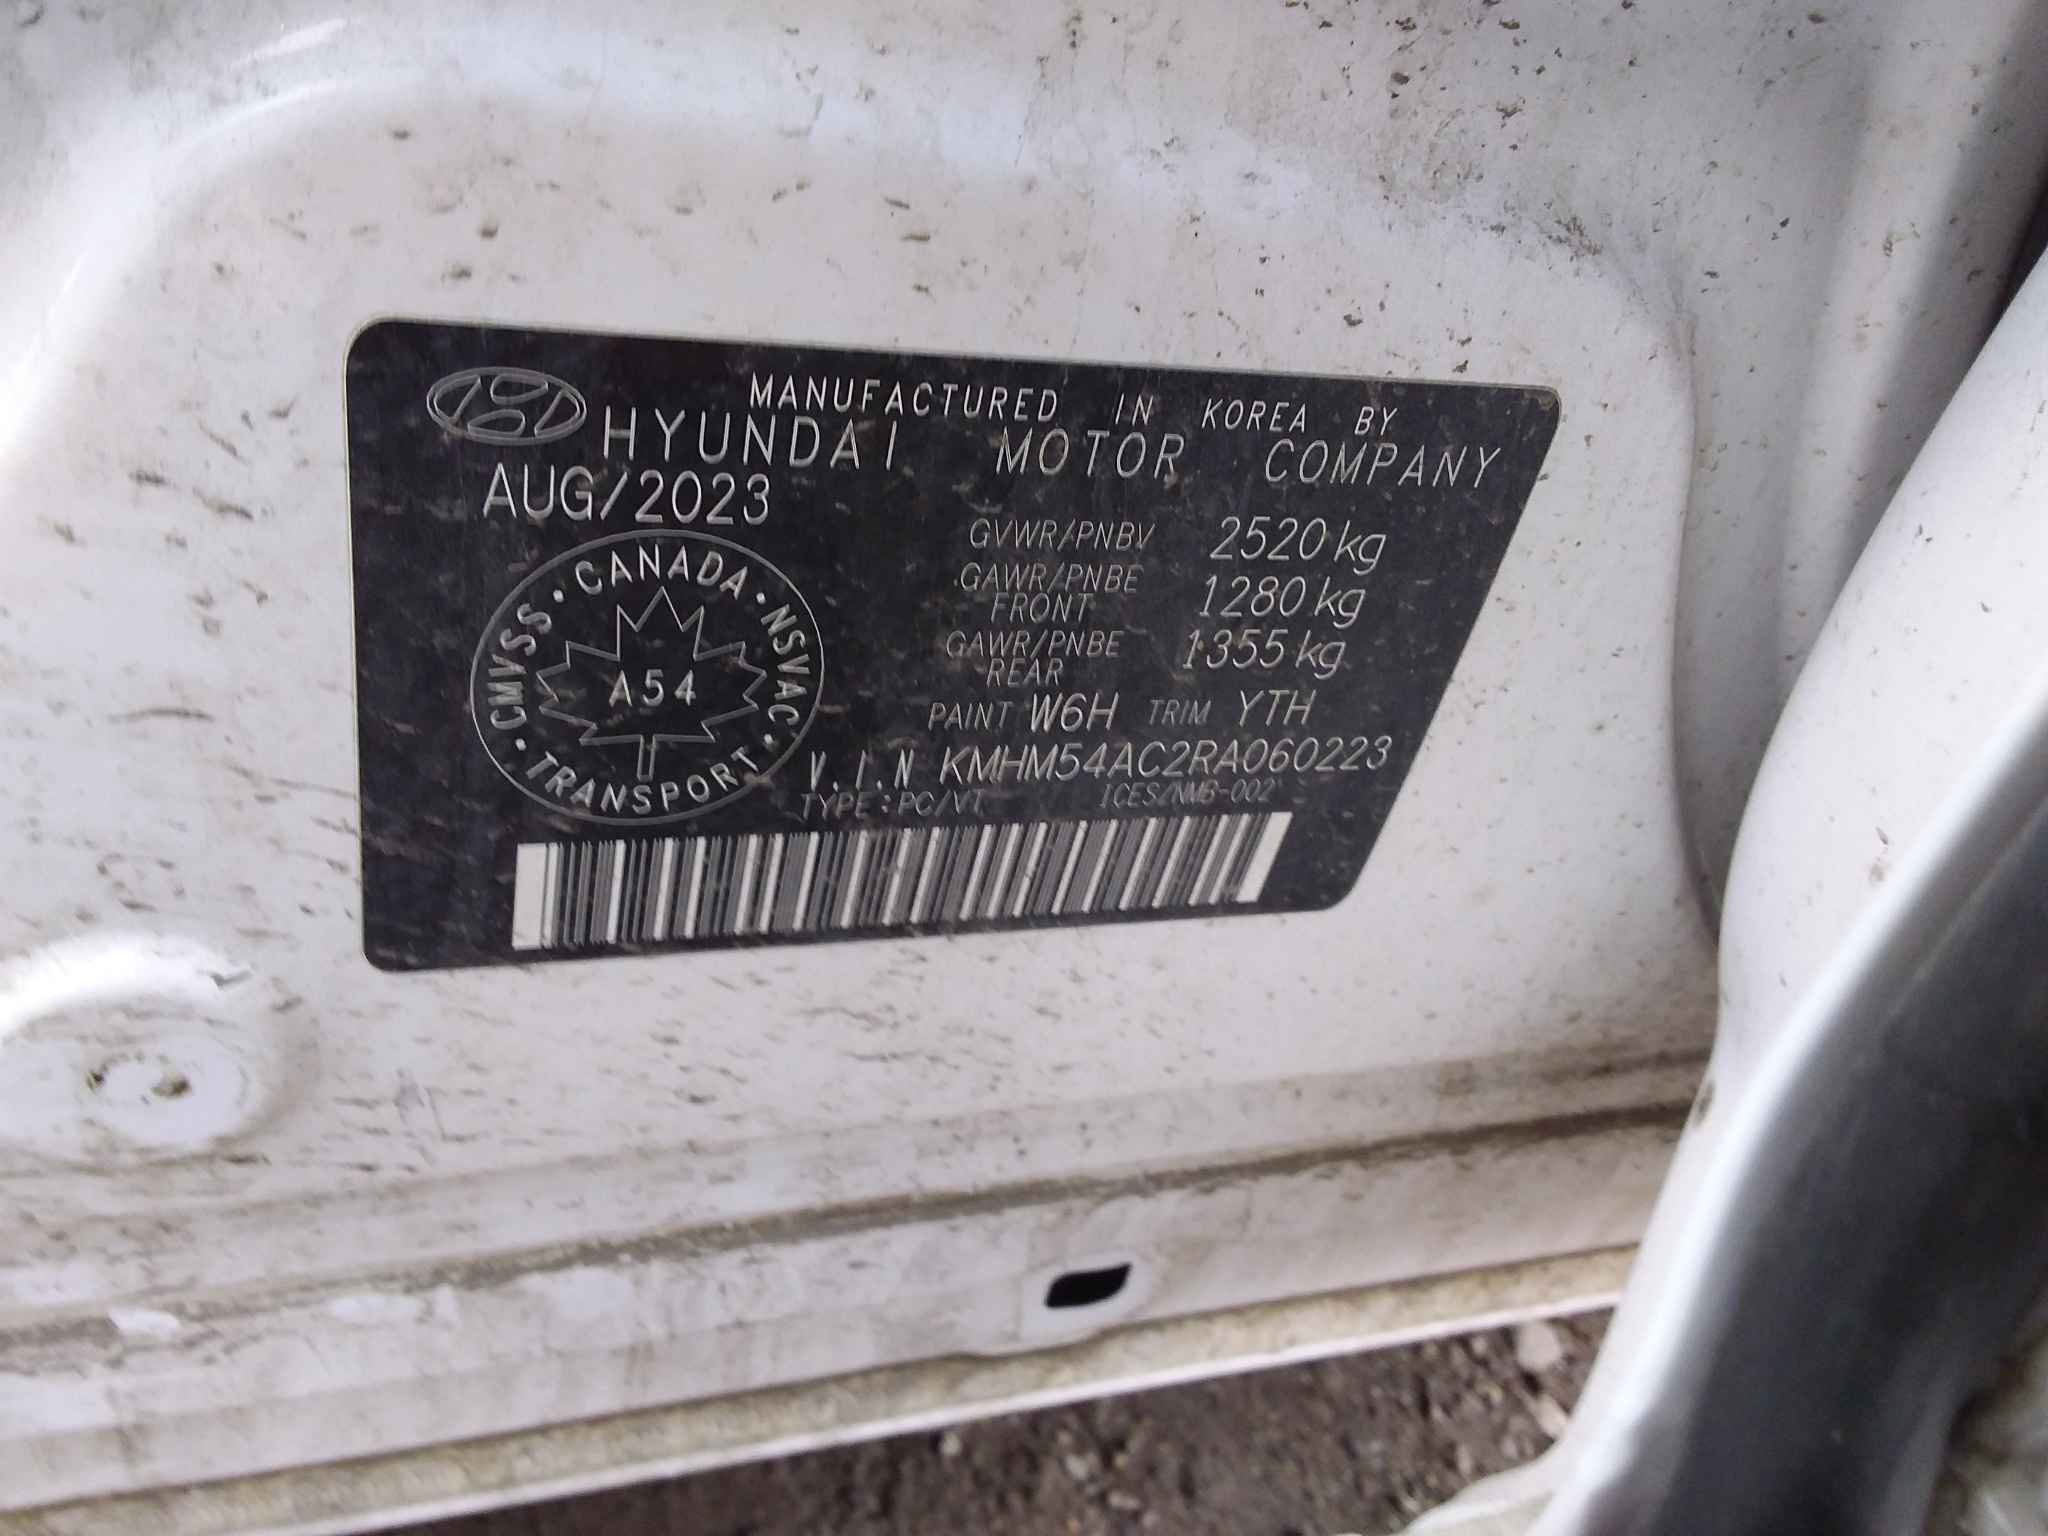 MANUFACTURED IN KOREA BY
HYUNDAI MOTOR COMPANY
AUG/2023
GVWR/PNBV 2520 kg
GAWR/PNBE FRONT 1280 kg
GAWR/PNBE REAR 1355 kg
PAINT W6H TRIM YTH
V.I.N KMHM54AC2RA060223
TYPE: PC/VT ICES/NMB-002
CMVSS · CANADA · NSVAC ·
TRANSPORT
A54